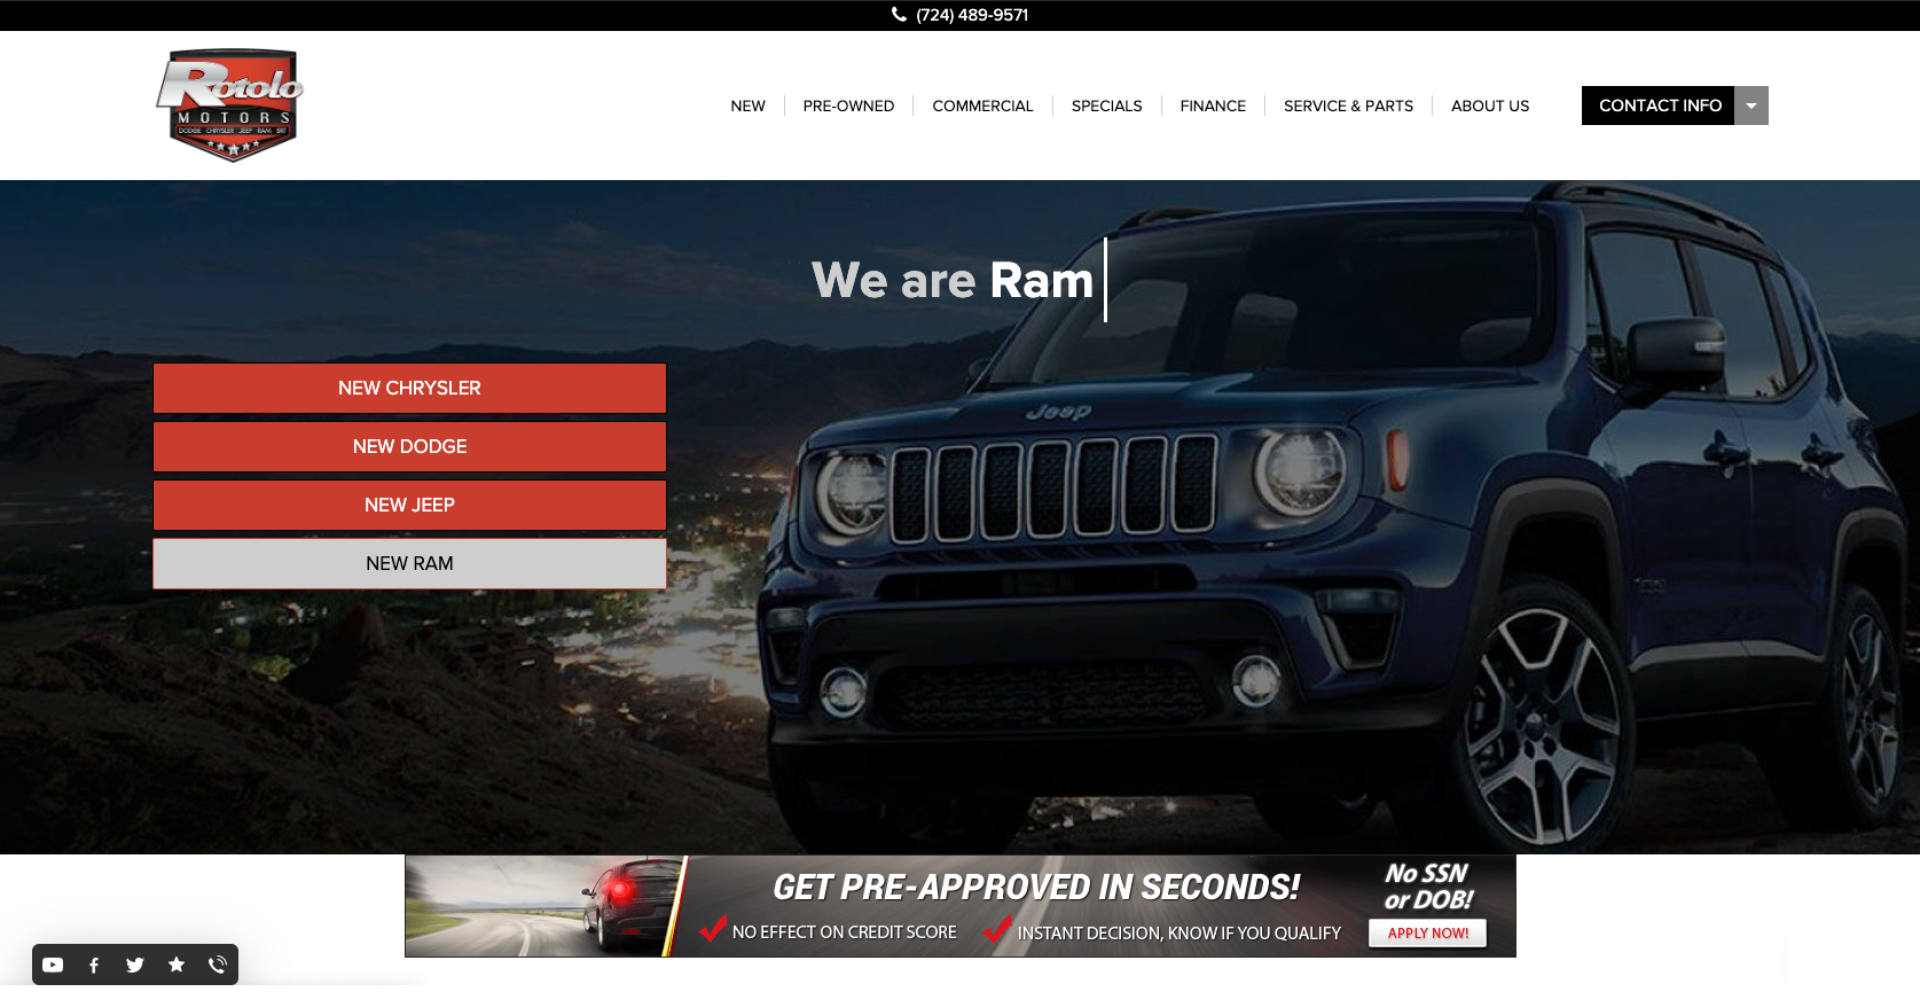 (724) 489-9571
Rotolo
MOTORS
DODGE CHRYSLER JEEP RAM SRT
NEW
PRE-OWNED
COMMERCIAL
SPECIALS
FINANCE
SERVICE & PARTS
ABOUT US
CONTACT INFO
We are Ram
NEW CHRYSLER
NEW DODGE
NEW JEEP
NEW RAM
Jeep
GET PRE-APPROVED IN SECONDS!
NO EFFECT ON CREDIT SCORE
INSTANT DECISION, KNOW IF YOU QUALIFY
No SSN
or DOB!
APPLY NOW!